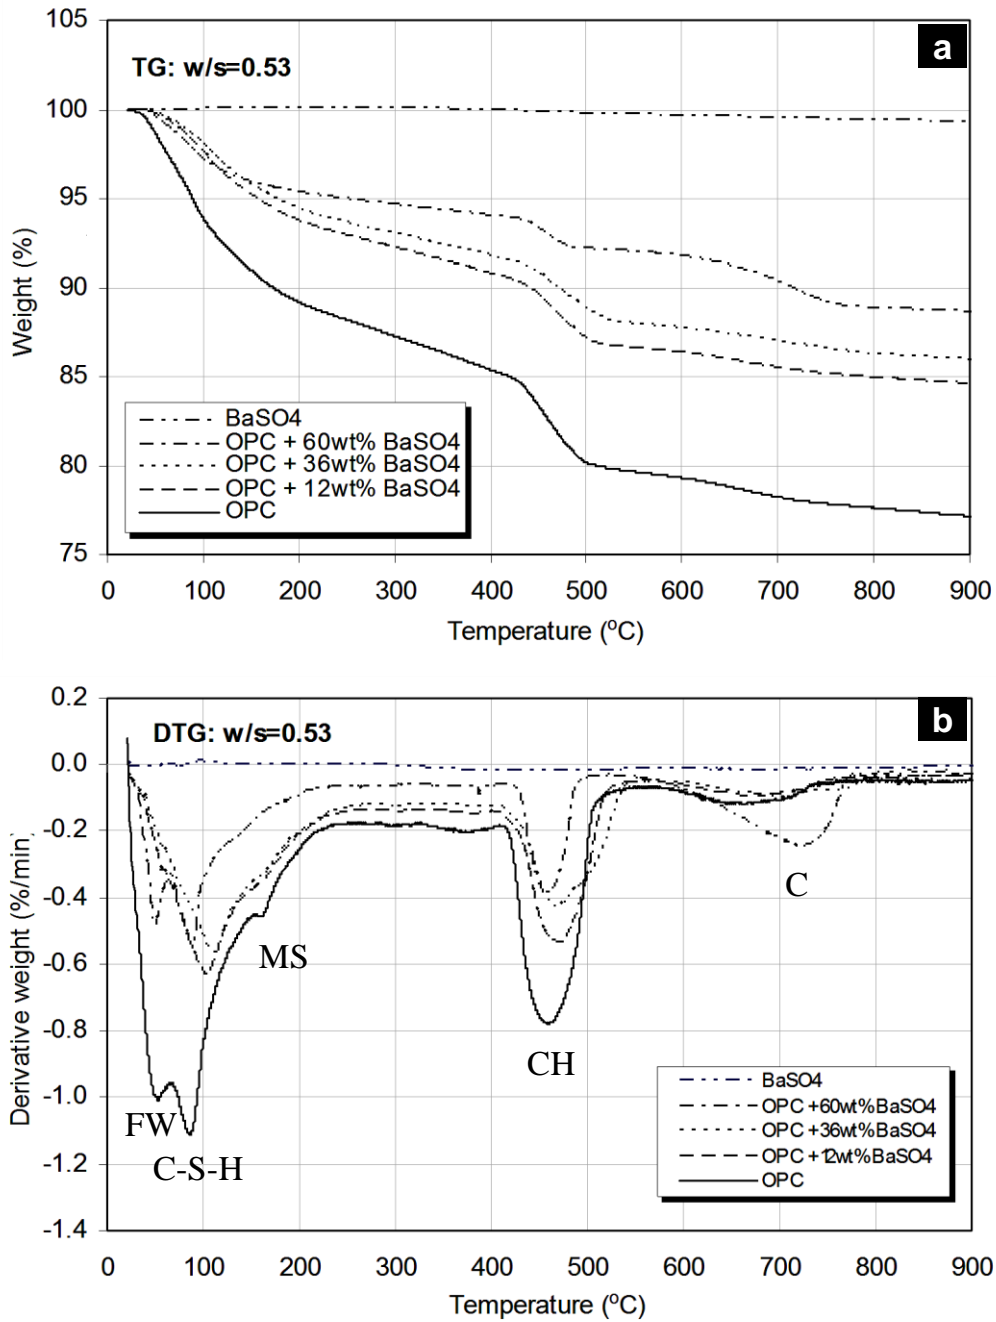 105
a
TG: w/s=0.53
100
95
90
85
80
75
Weight (%)
BaSO4
OPC + 60wt% BaSO4
OPC + 36wt% BaSO4
OPC + 12wt% BaSO4
OPC
0 100 200 300 400 500 600 700 800 900
Temperature (°C)
0.2
b
DTG: w/s=0.53
0.0
-0.2
-0.4
-0.6
-0.8
-1.0
-1.2
-1.4
Derivative weight (%/min)
C
MS
CH
FW
C-S-H
BaSO4
OPC +60wt%BaSO4
OPC +36wt%BaSO4
OPC +12wt%BaSO4
OPC
0 100 200 300 400 500 600 700 800 900
Temperature (°C)